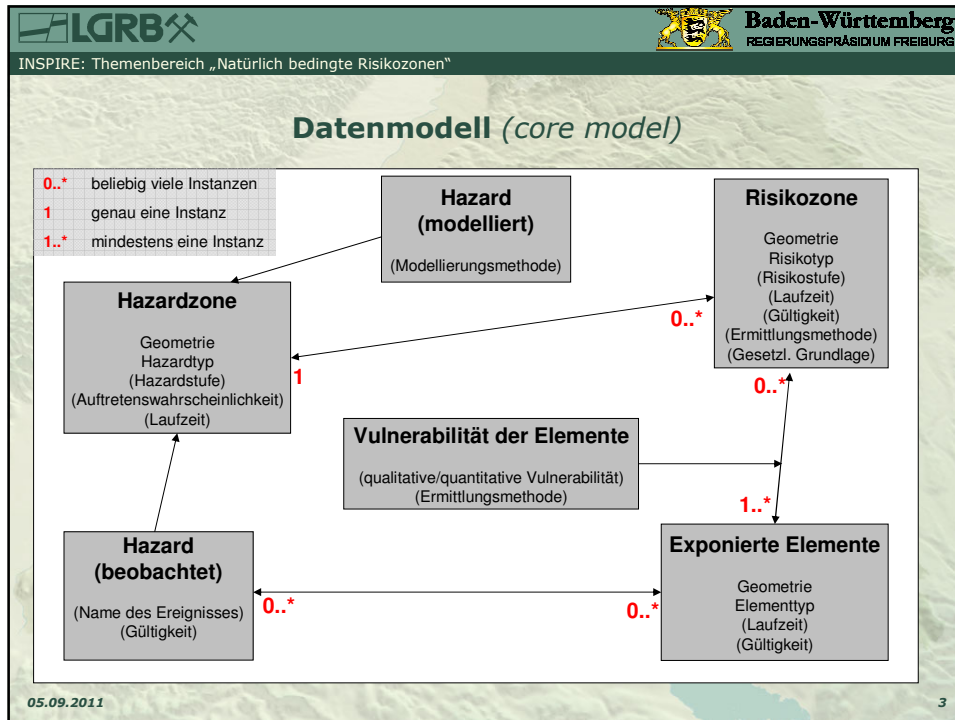 LGRB
Baden-Württemberg
REGIERUNGSPRÄSIDIUM FREIBURG
INSPIRE: Themenbereich „Natürlich bedingte Risikozonen“
Datenmodell (core model)
0..* beliebig viele Instanzen
1 genau eine Instanz
1..* mindestens eine Instanz
Hazard
(modelliert)
(Modellierungsmethode)
Risikozone
Geometrie
Risikotyp
(Risikostufe)
(Laufzeit)
(Gültigkeit)
(Ermittlungsmethode)
(Gesetzl. Grundlage)
0..*
0..*
Hazardzone
Geometrie
Hazardtyp
(Hazardstufe)
(Auftretenswahrscheinlichkeit)
(Laufzeit)
1
Vulnerabilität der Elemente
(qualitative/quantitative Vulnerabilität)
(Ermittlungsmethode)
1..*
Hazard
(beobachtet)
(Name des Ereignisses)
(Gültigkeit)
0..*
0..*
Exponierte Elemente
Geometrie
Elementtyp
(Laufzeit)
(Gültigkeit)
05.09.2011
3